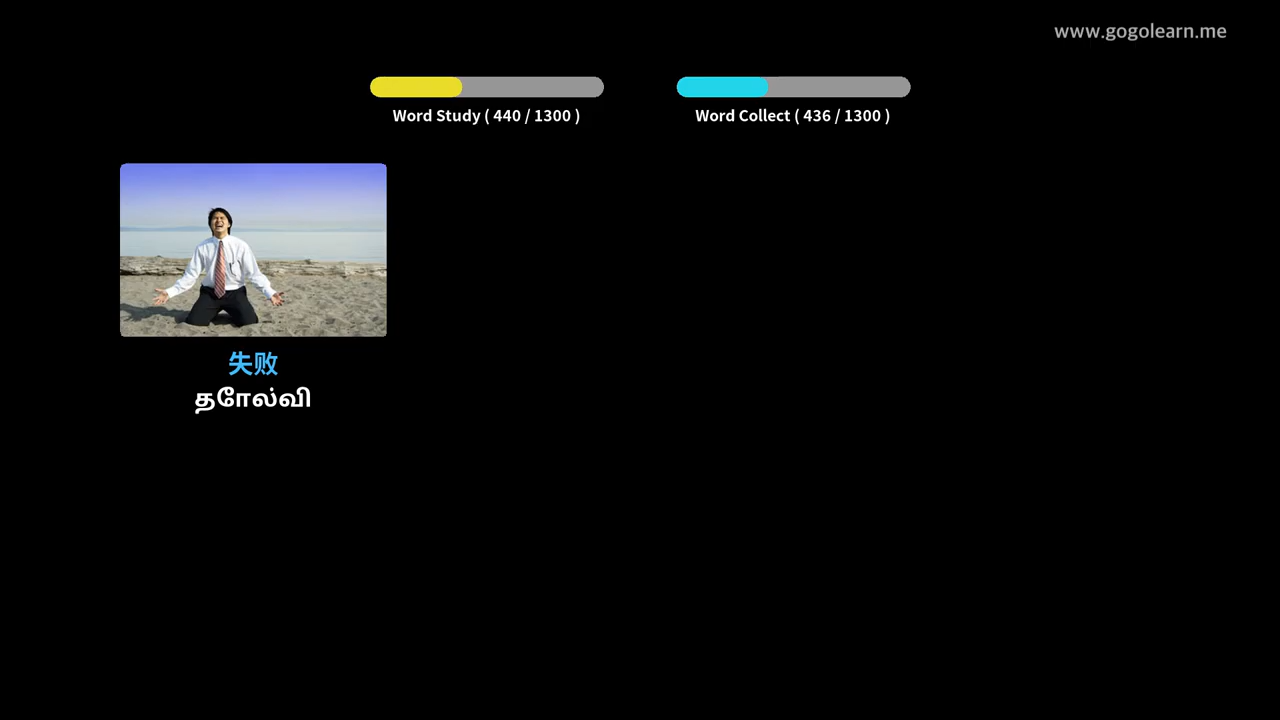 www.gogolearn.me
Word Study ( 440 / 1300 )
Word Collect ( 436 / 1300 )
失败
தோல்வி